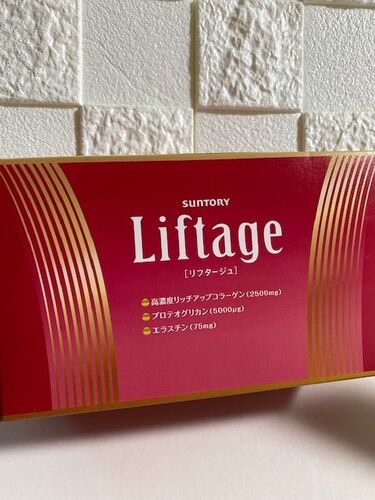 SUNTORY
Liftage
[リフタージュ]
高濃度リッチアップコラーゲン(2500mg)
プロテオグリカン(5000μg)
エラスチン(75mg)